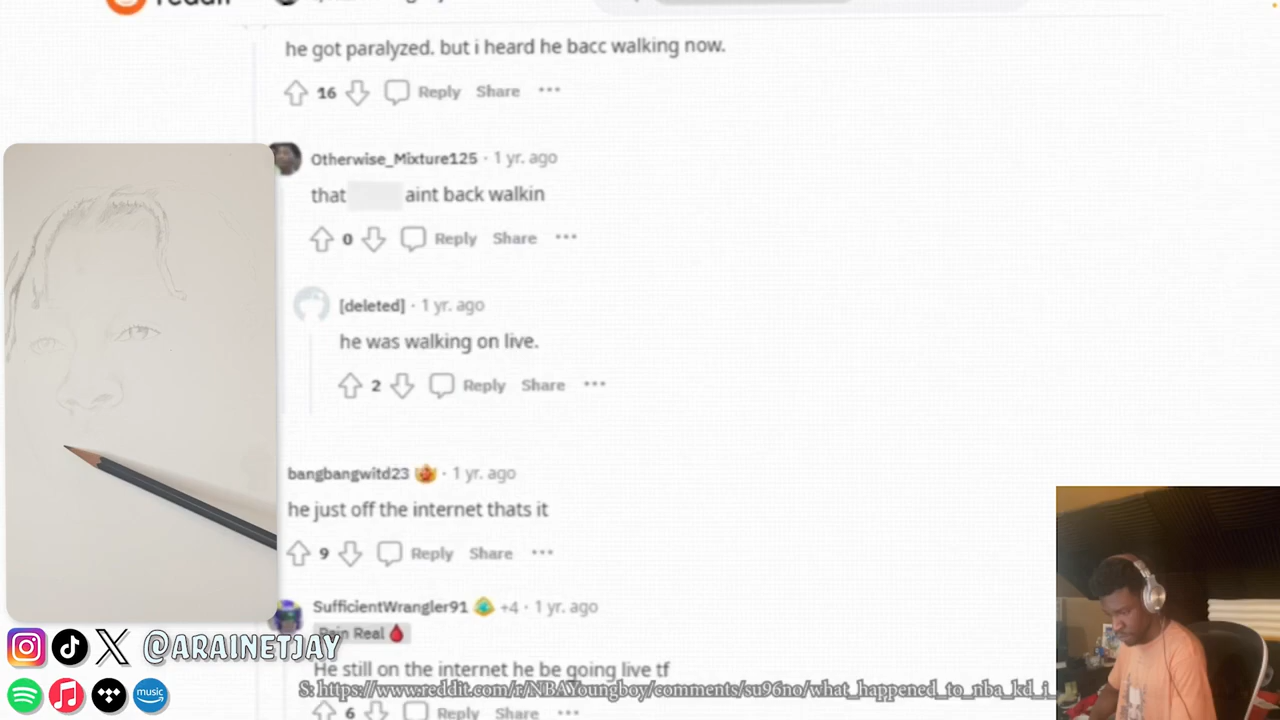 reddit
he got paralyzed. but i heard he bacc walking now.
16 Reply Share •••
Otherwise_Mixture125 · 1 yr. ago
that aint back walkin
0 Reply Share •••
[deleted] · 1 yr. ago
he was walking on live.
2 Reply Share •••
bangbangwitd23 · 1 yr. ago
he just off the internet thats it
9 Reply Share •••
SufficientWrangler91 +4 · 1 yr. ago
Pain Real🩸
@ARAINETJAY
He still on the internet he be going live tf
S: https://www.reddit.com/r/NBAYoungboy/comments/su96no/what_happened_to_nba_kd_i_
music
6 Reply Share •••